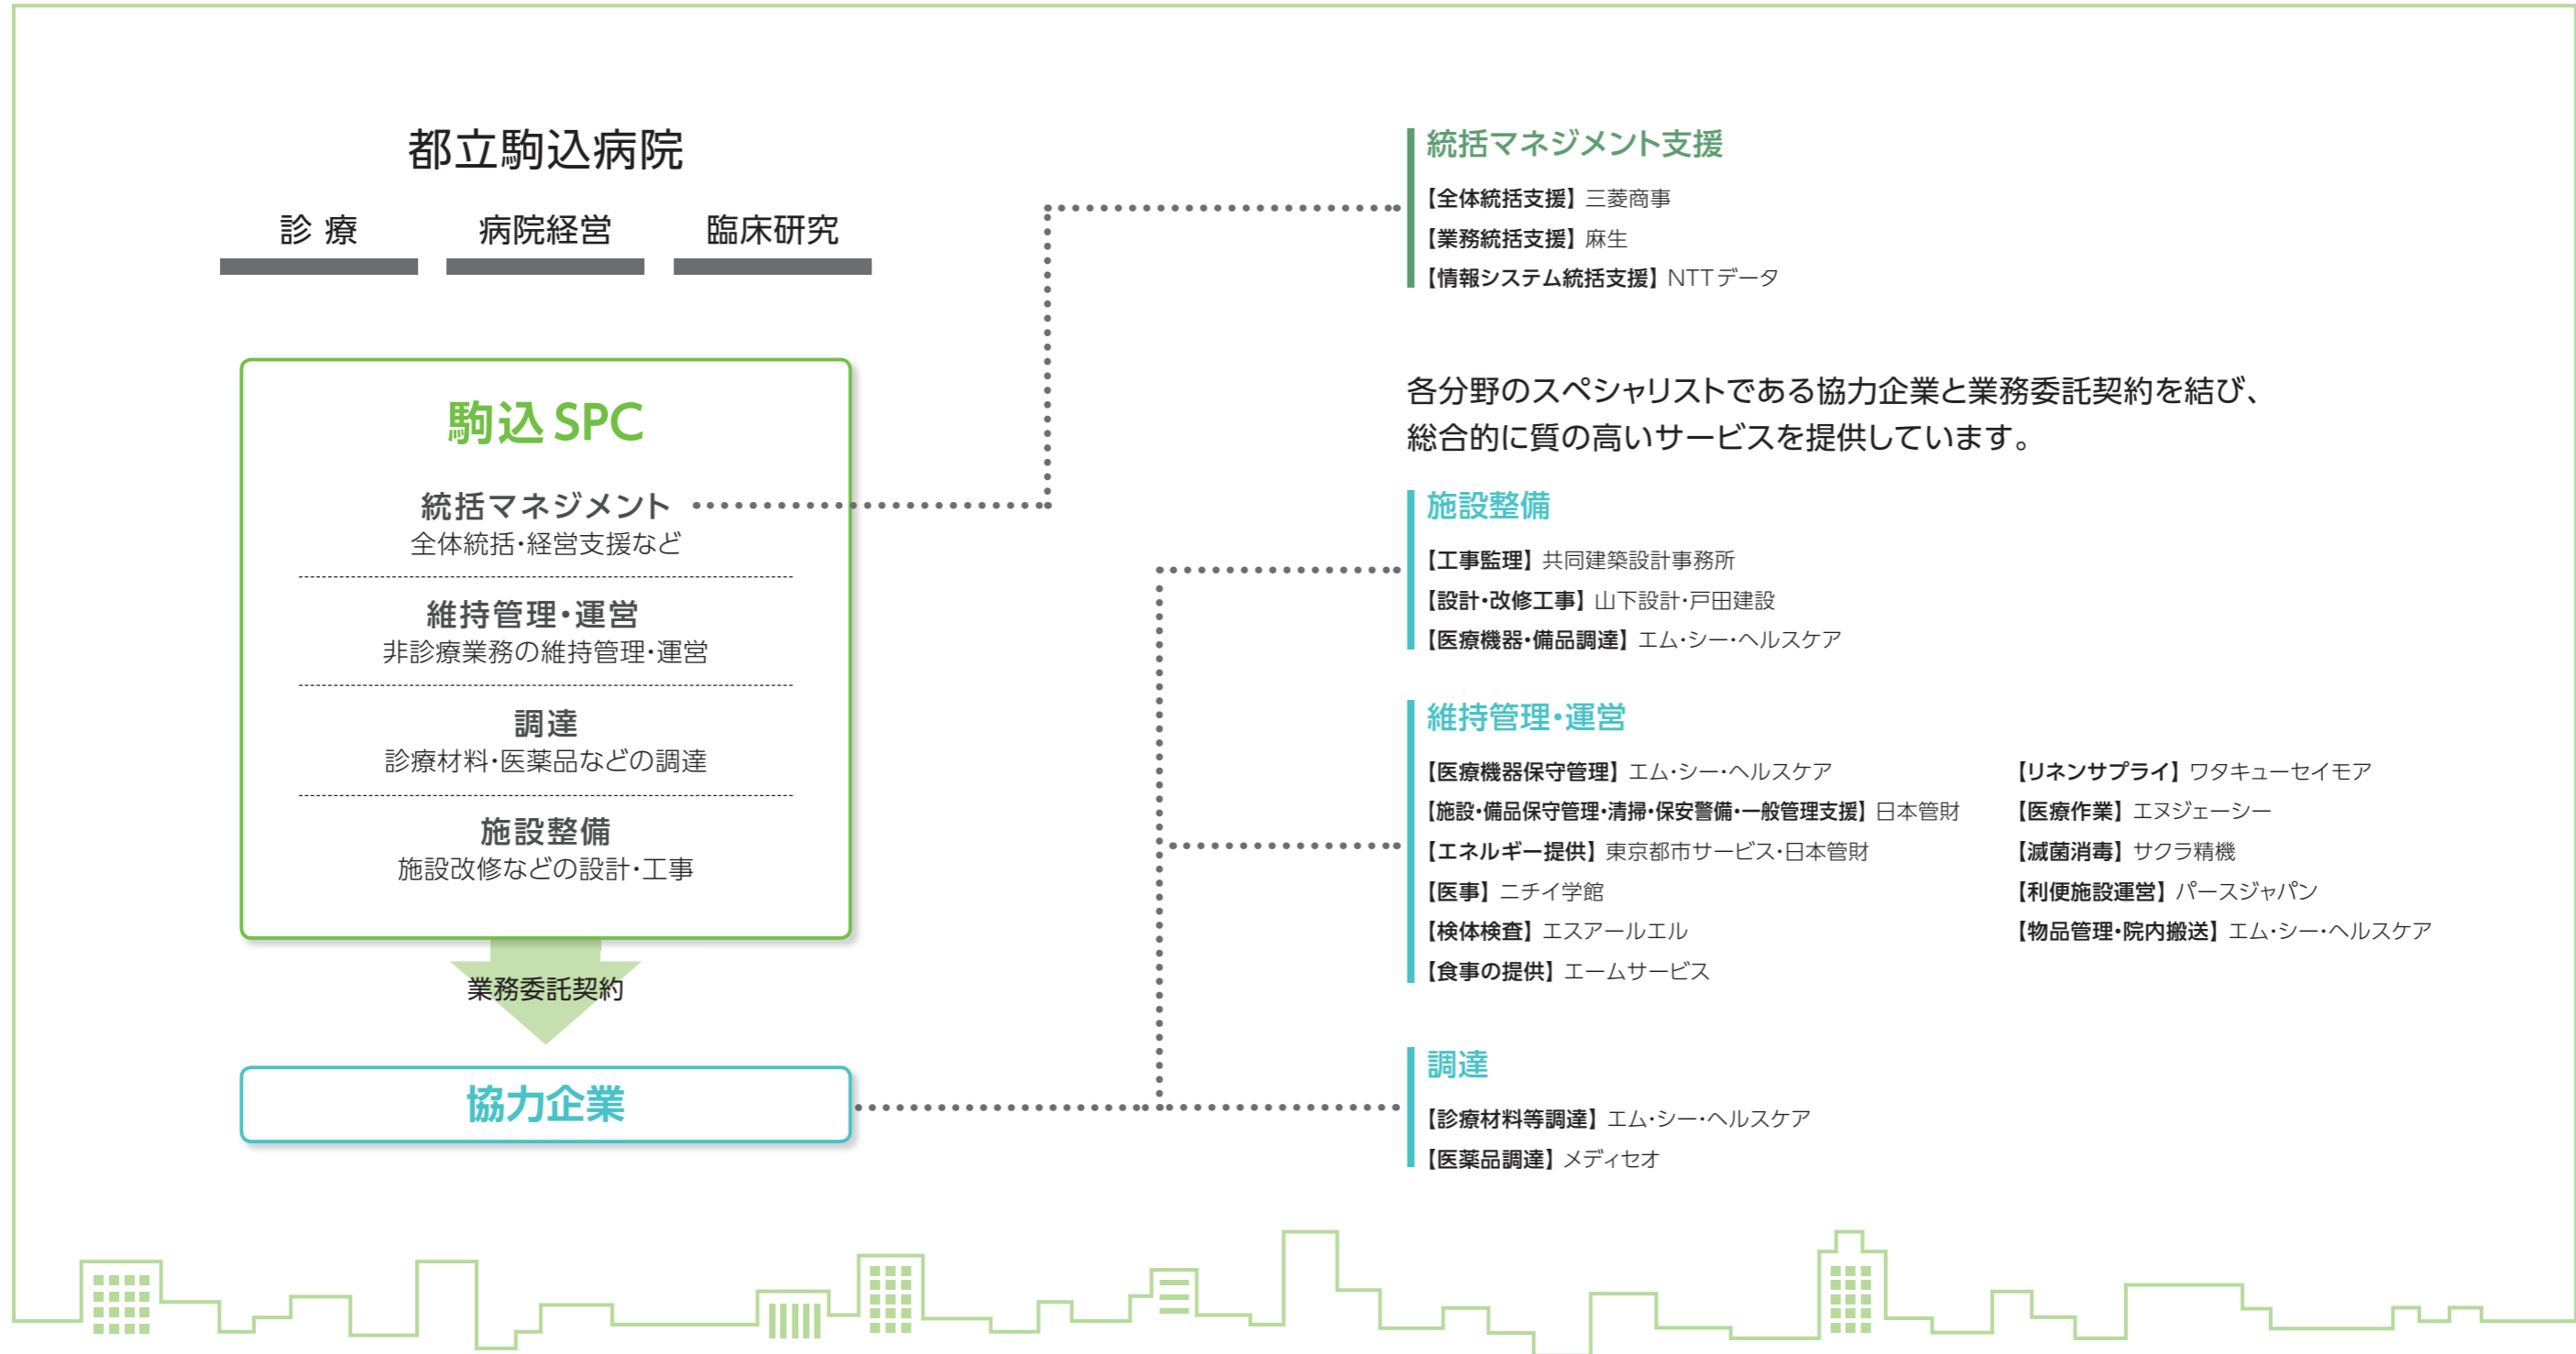 都立駒込病院
診 療
病院経営
臨床研究
駒込SPC
統括マネジメント
全体統括・経営支援など
維持管理・運営
非診療業務の維持管理・運営
調達
診療材料・医薬品などの調達
施設整備
施設改修などの設計・工事
業務委託契約
協力企業
統括マネジメント支援
【全体統括支援】三菱商事
【業務統括支援】麻生
【情報システム統括支援】NTTデータ
各分野のスペシャリストである協力企業と業務委託契約を結び、
総合的に質の高いサービスを提供しています。
施設整備
【工事監理】共同建築設計事務所
【設計・改修工事】山下設計・戸田建設
【医療機器・備品調達】エム・シー・ヘルスケア
維持管理・運営
【医療機器保守管理】エム・シー・ヘルスケア
【施設・備品保守管理・清掃・保安警備・一般管理支援】日本管財
【エネルギー提供】東京都市サービス・日本管財
【医事】ニチイ学館
【検体検査】エスアールエル
【食事の提供】エームサービス
【リネンサプライ】ワタキューセイモア
【医療作業】エヌジェーシー
【滅菌消毒】サクラ精機
【利便施設運営】パースジャパン
【物品管理・院内搬送】エム・シー・ヘルスケア
調達
【診療材料等調達】エム・シー・ヘルスケア
【医薬品調達】メディセオ